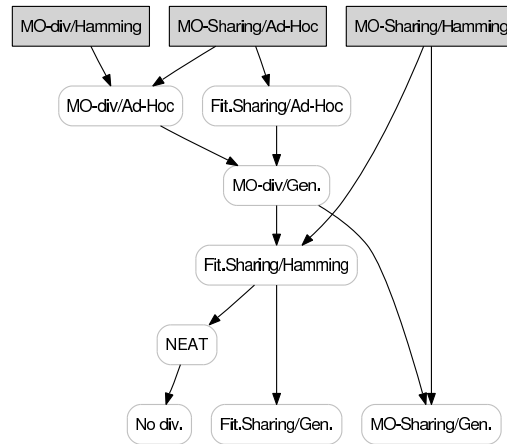 MO-div/Hamming
MO-Sharing/Ad-Hoc
MO-Sharing/Hamming
MO-div/Ad-Hoc
Fit.Sharing/Ad-Hoc
MO-div/Gen.
Fit.Sharing/Hamming
NEAT
No div.
Fit.Sharing/Gen.
MO-Sharing/Gen.